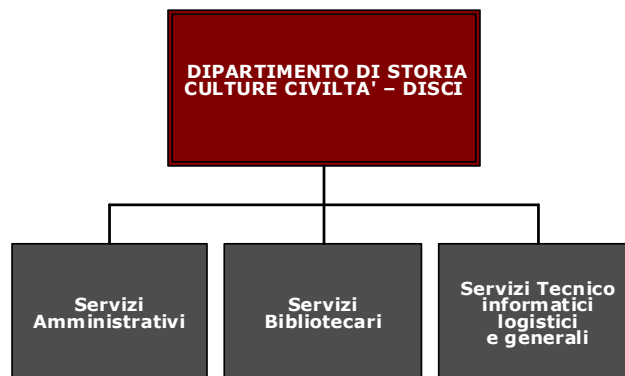 DIPARTIMENTO DI STORIA
CULTURE CIVILTA' – DISCI
Servizi
Amministrativi
Servizi
Bibliotecari
Servizi Tecnico
informatici
logistici
e generali